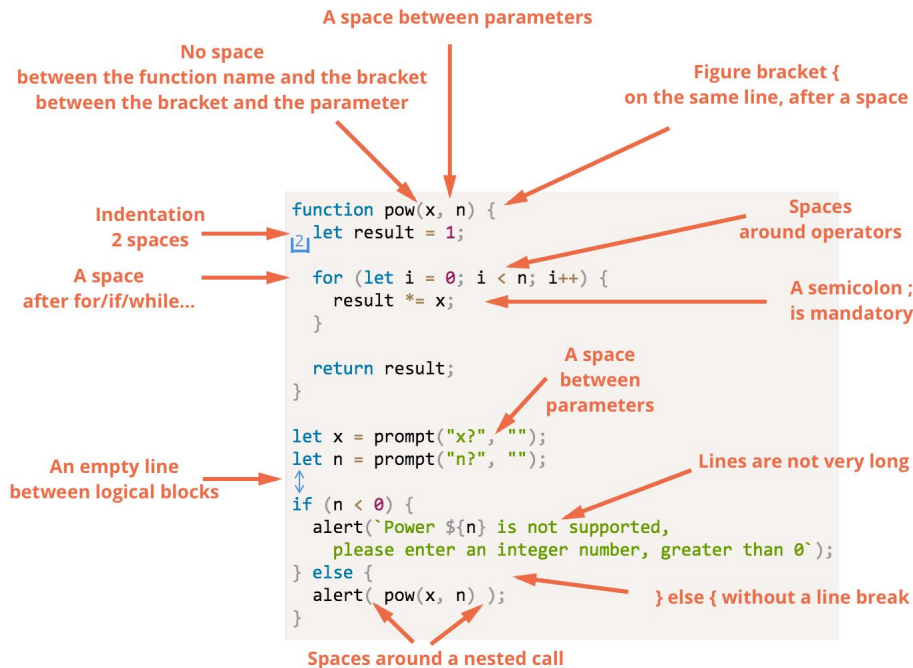 A space between parameters
No space
between the function name and the bracket
between the bracket and the parameter
Figure bracket {
on the same line, after a space
Indentation
2 spaces
A space
after for/if/while...
Spaces
around operators
A semicolon ;
is mandatory
function pow(x, n) {
2
  let result = 1;
  for (let i = 0; i < n; i++) {
    result *= x;
  }
  return result;
}
A space
between
parameters
let x = prompt("x?", "");
let n = prompt("n?", "");
An empty line
between logical blocks
Lines are not very long
if (n < 0) {
  alert(`Power ${n} is not supported,
    please enter an integer number, greater than 0`);
} else {
  alert( pow(x, n) );
}
} else { without a line break
Spaces around a nested call